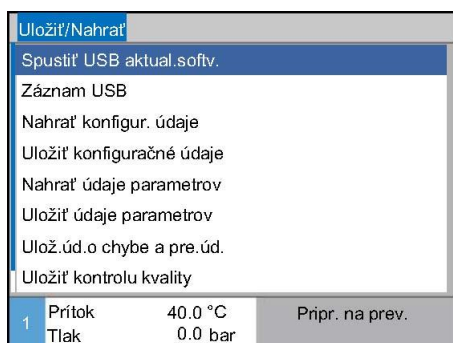 Uložiť/Nahrať
Spustiť USB aktual.softv.
Záznam USB
Nahrať konfigur. údaje
Uložiť konfiguračné údaje
Nahrať údaje parametrov
Uložiť údaje parametrov
Ulož.úd.o chybe a pre.úd.
Uložiť kontrolu kvality
1 Prítok 40.0 °C Pripr. na prev.
Tlak 0.0 bar